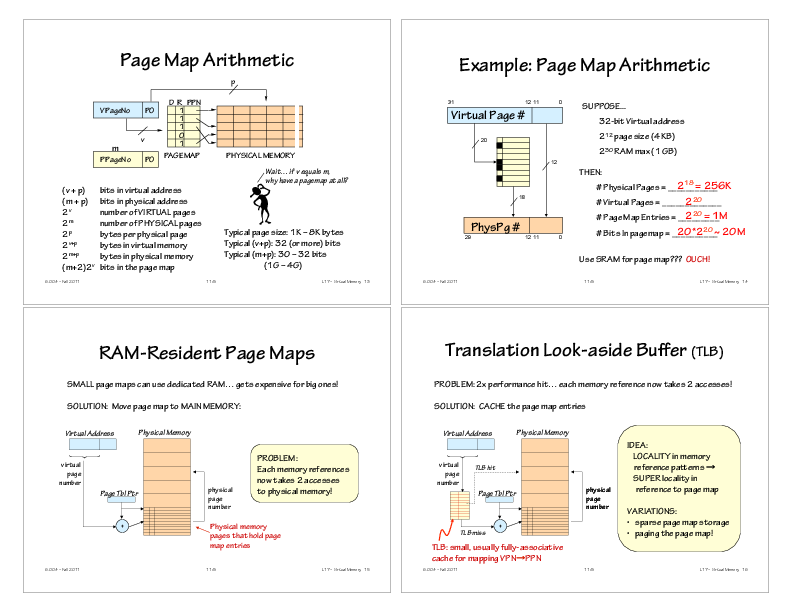 Page Map Arithmetic
p
D R PPN
VPageNo PO
1
1
1
0
1
v
m
PPageNo PO
PAGEMAP
PHYSICAL MEMORY
Wait... if v equals m,
why have a pagemap at all?
(v + p) bits in virtual address
(m + p) bits in physical address
2^v number of VIRTUAL pages
2^m number of PHYSICAL pages
2^p bytes per physical page
2^v+p bytes in virtual memory
2^m+p bytes in physical memory
(m+2)2^v bits in the page map
Typical page size: 1K – 8K bytes
Typical (v+p): 32 (or more) bits
Typical (m+p): 30 – 32 bits
(1G – 4G)
6.004 – Fall 2011
11/8
L17 – Virtual Memory 13
Example: Page Map Arithmetic
31 12 11 0
Virtual Page #
20
12
18
PhysPg #
29 12 11 0
SUPPOSE...
32-bit Virtual address
2^12 page size (4 KB)
2^30 RAM max (1 GB)
THEN:
# Physical Pages = 2^18 = 256K
# Virtual Pages = 2^20
# Page Map Entries = 2^20 = 1M
# Bits In pagemap = 20*2^20 ~ 20M
Use SRAM for page map??? OUCH!
6.004 – Fall 2011
11/8
L17 – Virtual Memory 14
RAM-Resident Page Maps
SMALL page maps can use dedicated RAM... gets expensive for big ones!
SOLUTION: Move page map to MAIN MEMORY:
Virtual Address
Physical Memory
virtual
page
number
Page Tbl Ptr
+
physical
page
number
PROBLEM:
Each memory references
now takes 2 accesses
to physical memory!
Physical memory
pages that hold page
map entries
6.004 – Fall 2011
11/8
L17 – Virtual Memory 15
Translation Look-aside Buffer (TLB)
PROBLEM: 2x performance hit... each memory reference now takes 2 accesses!
SOLUTION: CACHE the page map entries
Virtual Address
Physical Memory
virtual
page
number
TLB hit
Page Tbl Ptr
+
TLB miss
physical
page
number
TLB: small, usually fully-associative
cache for mapping VPN→PPN
IDEA:
LOCALITY in memory
reference patterns →
SUPER locality in
reference to page map
VARIATIONS:
• sparse page map storage
• paging the page map!
6.004 – Fall 2011
11/8
L17 – Virtual Memory 16